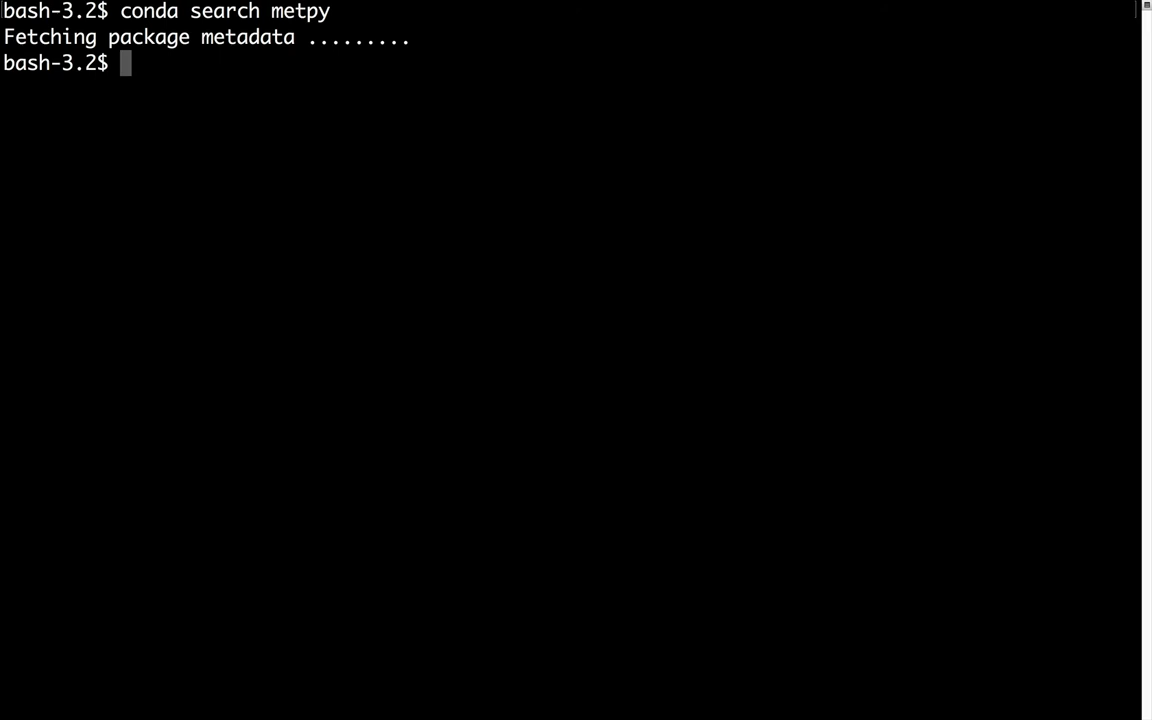 bash-3.2$ conda search metpy
Fetching package metadata .........
bash-3.2$